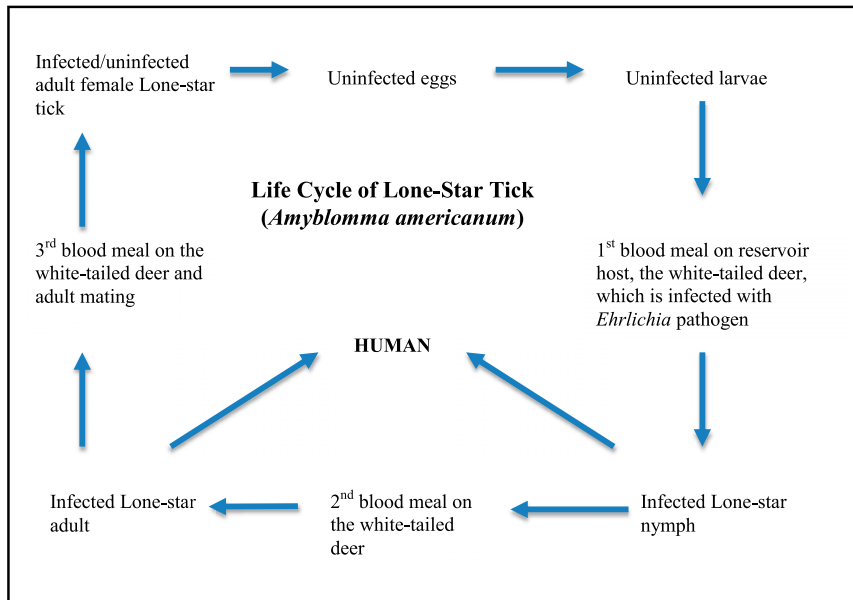 Infected/uninfected
adult female Lone-star
tick
Uninfected eggs
Uninfected larvae
Life Cycle of Lone-Star Tick
(Amyblomma americanum)
3rd blood meal on the
white-tailed deer and
adult mating
1st blood meal on reservoir
host, the white-tailed deer,
which is infected with
Ehrlichia pathogen
HUMAN
Infected Lone-star
adult
2nd blood meal on
the white-tailed
deer
Infected Lone-star
nymph